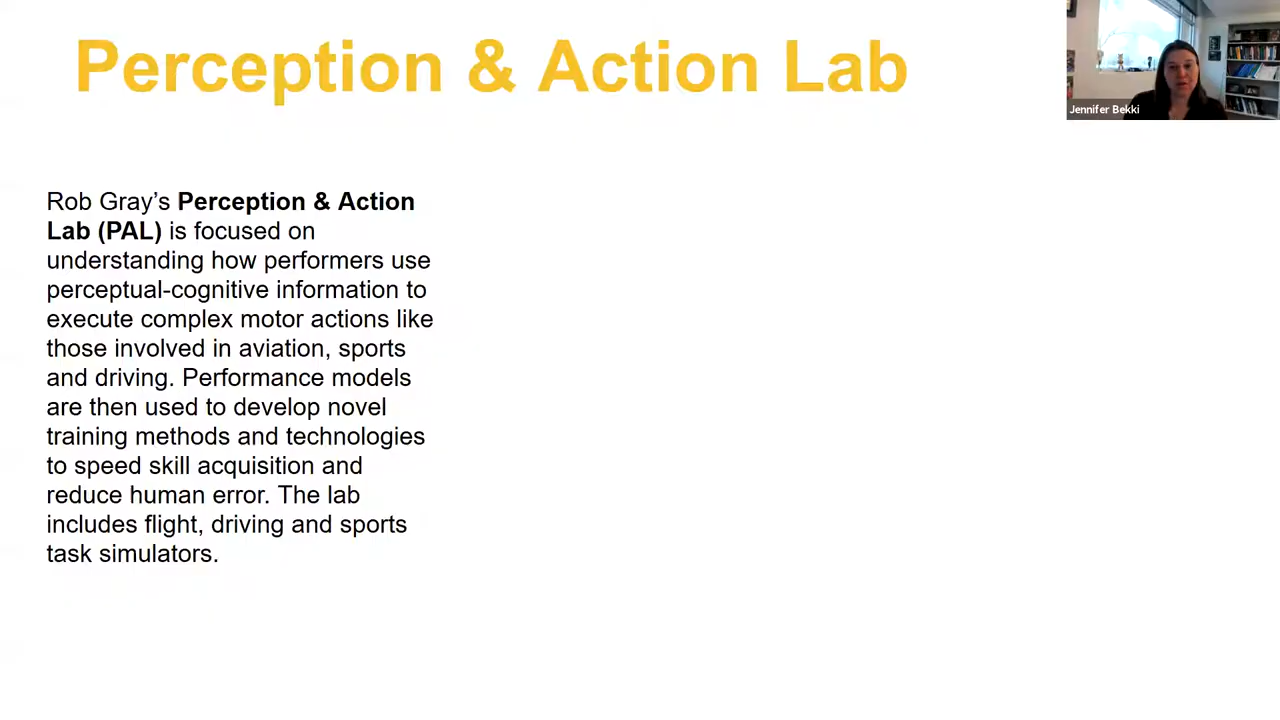 Perception & Action Lab
Jennifer Bekki
Rob Gray’s Perception & Action
Lab (PAL) is focused on
understanding how performers use
perceptual-cognitive information to
execute complex motor actions like
those involved in aviation, sports
and driving. Performance models
are then used to develop novel
training methods and technologies
to speed skill acquisition and
reduce human error. The lab
includes flight, driving and sports
task simulators.